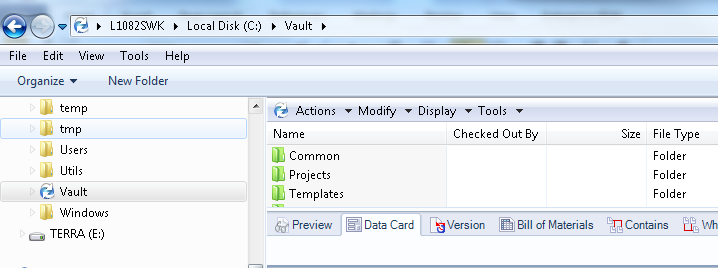 L1082SWK Local Disk (C:) Vault
File Edit View Tools Help
Organize New Folder
temp
tmp
Users
Utils
Vault
Windows
TERRA (E:)
Actions Modify Display Tools
Name Checked Out By Size File Type
Common Folder
Projects Folder
Templates Folder
Preview Data Card Version Bill of Materials Contains Wh